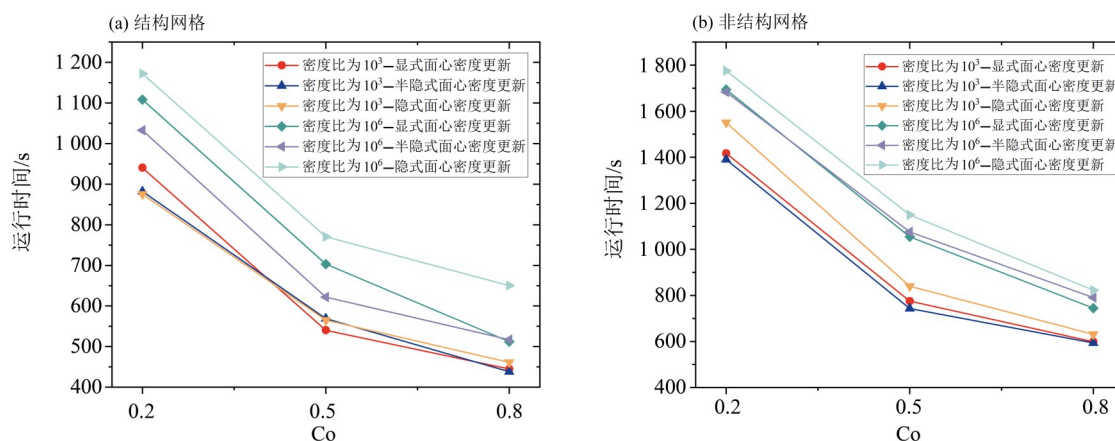 (a) 结构网格
1 200
1 100
1 000
900
800
700
600
500
400
运行时间/s
密度比为10³—显式面心密度更新
密度比为10³—半隐式面心密度更新
密度比为10³—隐式面心密度更新
密度比为10⁶—显式面心密度更新
密度比为10⁶—半隐式面心密度更新
密度比为10⁶—隐式面心密度更新
0.2 0.5 0.8
Co
(b) 非结构网格
1 800
1 600
1 400
1 200
1 000
800
600
400
运行时间/s
密度比为10³—显式面心密度更新
密度比为10³—半隐式面心密度更新
密度比为10³—隐式面心密度更新
密度比为10⁶—显式面心密度更新
密度比为10⁶—半隐式面心密度更新
密度比为10⁶—隐式面心密度更新
0.2 0.5 0.8
Co